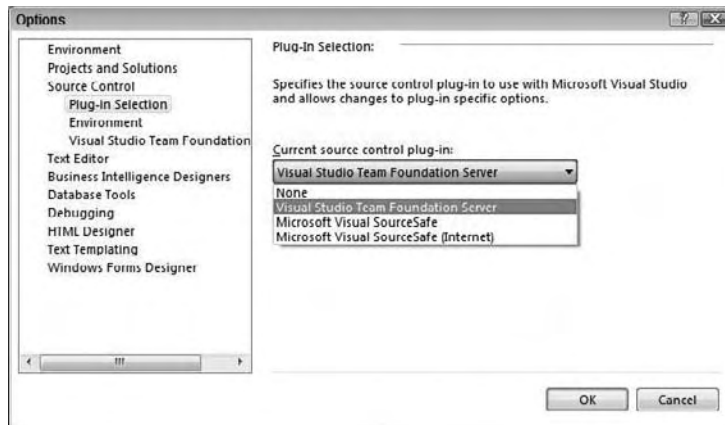 Options
Environment
Projects and Solutions
Source Control
Plug-in Selection
Environment
Visual Studio Team Foundation
Text Editor
Business Intelligence Designers
Database Tools
Debugging
HTML Designer
Text Templating
Windows Forms Designer
Plug-In Selection:
Specifies the source control plug-in to use with Microsoft Visual Studio
and allows changes to plug-in specific options.
Current source control plug-in:
Visual Studio Team Foundation Server
None
Visual Studio Team Foundation Server
Microsoft Visual SourceSafe
Microsoft Visual SourceSafe (Internet)
OK
Cancel